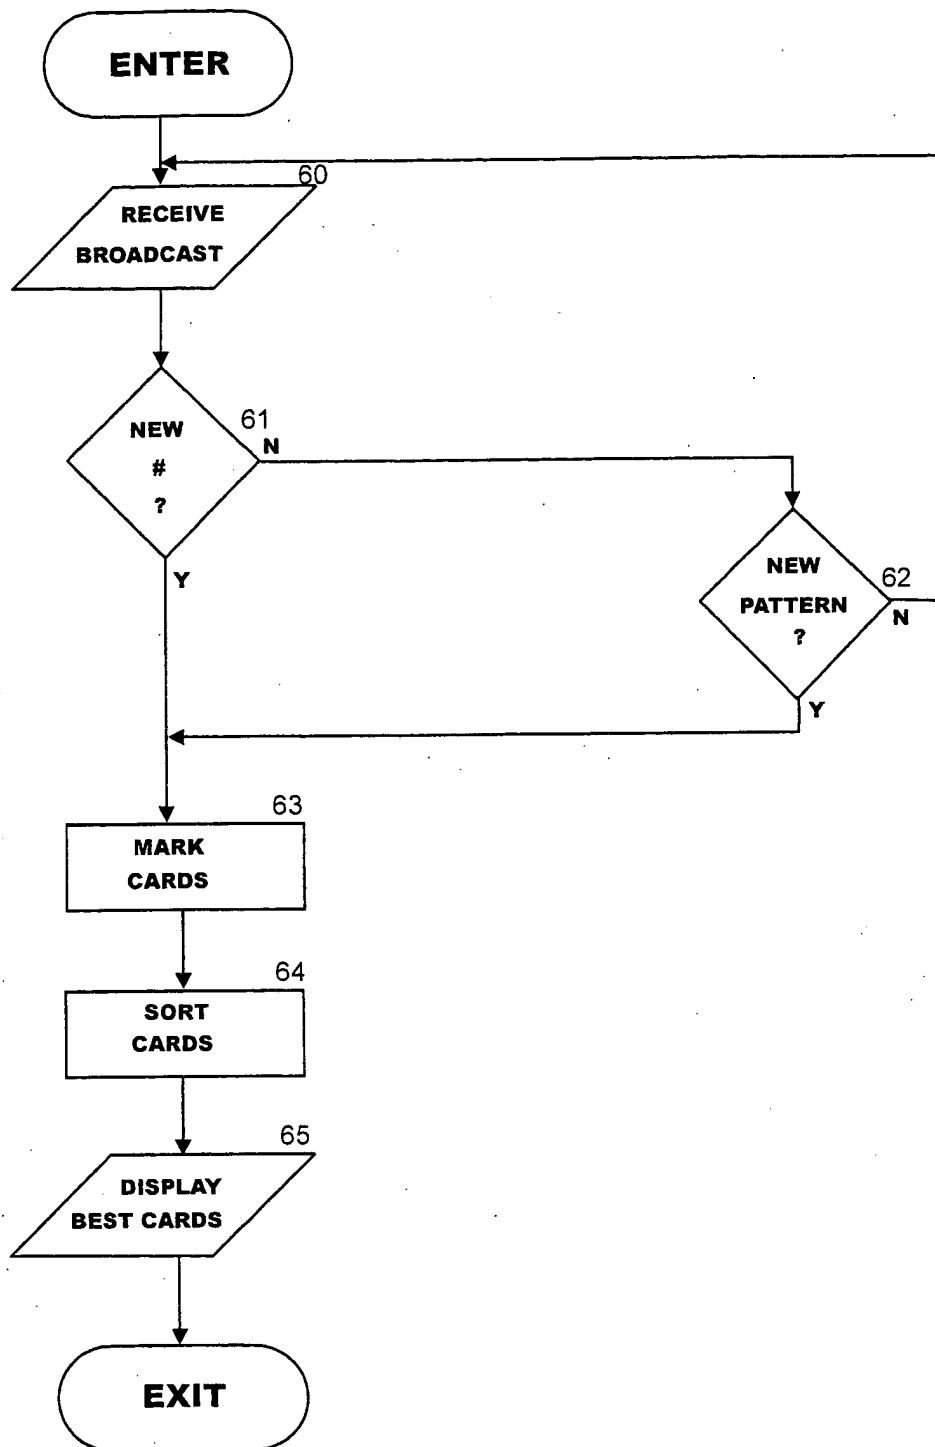 ENTER
60
RECEIVE
BROADCAST
61
NEW
#
?
N
Y
NEW
PATTERN
?
62
N
Y
63
MARK
CARDS
64
SORT
CARDS
65
DISPLAY
BEST CARDS
EXIT